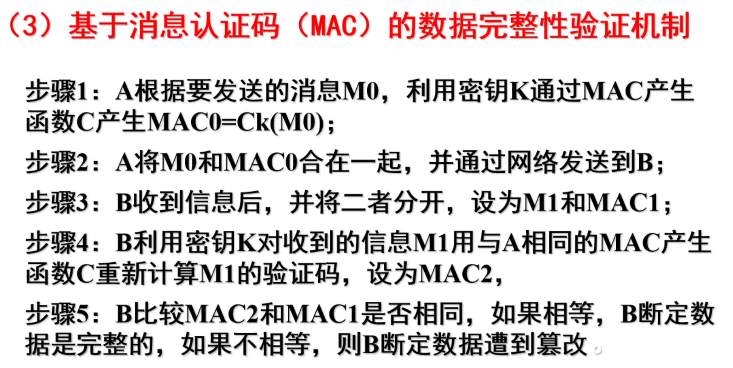 （3）基于消息认证码（MAC）的数据完整性验证机制
步骤1：A根据要发送的消息M0，利用密钥K通过MAC产生
函数C产生MAC0=Ck(M0)；
步骤2：A将M0和MAC0合在一起，并通过网络发送到B；
步骤3：B收到信息后，并将二者分开，设为M1和MAC1；
步骤4：B利用密钥K对收到的信息M1用与A相同的MAC产生
函数C重新计算M1的验证码，设为MAC2，
步骤5：B比较MAC2和MAC1是否相同，如果相等，B断定数
据是完整的，如果不相等，则B断定数据遭到篡改。